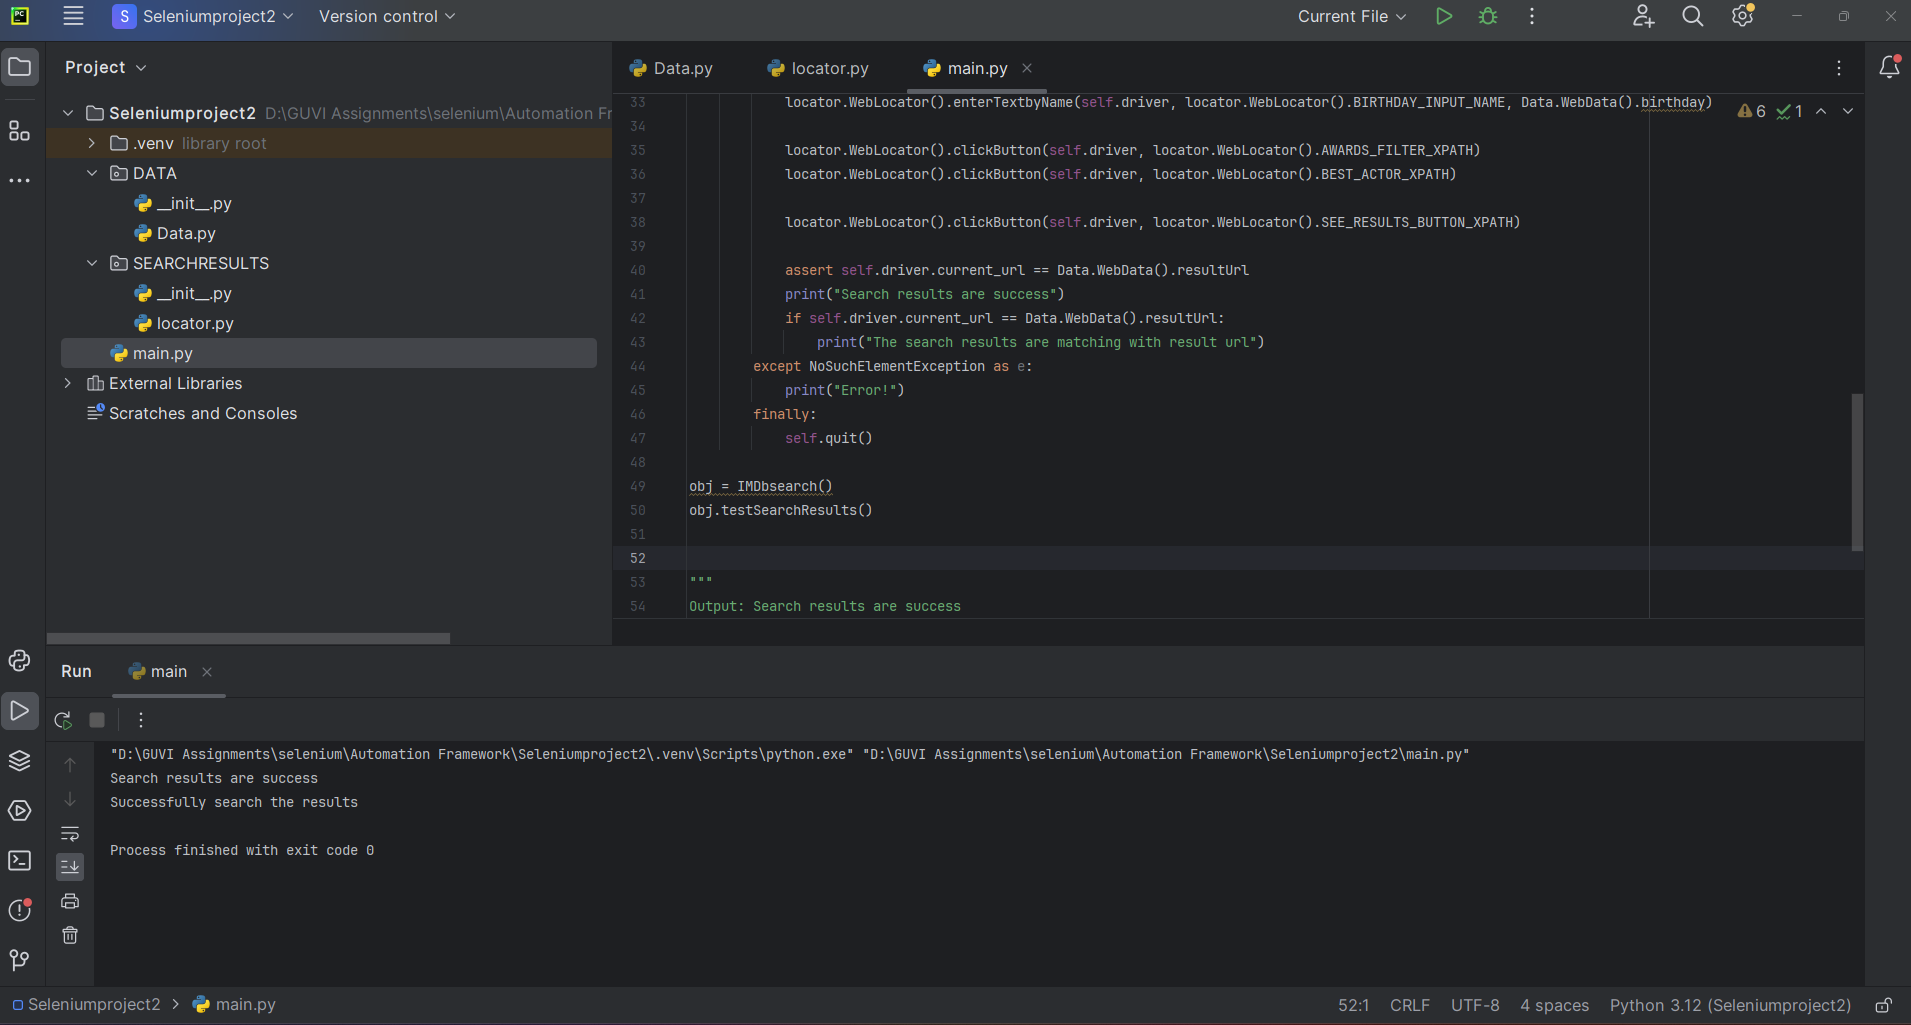 PC
S Seleniumproject2 Version control Current File
Project
Data.py locator.py main.py
Seleniumproject2 D:\GUVI Assignments\selenium\Automation Fr
.venv library root
DATA
__init__.py
Data.py
SEARCHRESULTS
__init__.py
locator.py
main.py
External Libraries
Scratches and Consoles
6 1
33 locator.WebLocator().enterTextbyName(self.driver, locator.WebLocator().BIRTHDAY_INPUT_NAME, Data.WebData().birthday)
34
35 locator.WebLocator().clickButton(self.driver, locator.WebLocator().AWARDS_FILTER_XPATH)
36 locator.WebLocator().clickButton(self.driver, locator.WebLocator().BEST_ACTOR_XPATH)
37
38 locator.WebLocator().clickButton(self.driver, locator.WebLocator().SEE_RESULTS_BUTTON_XPATH)
39
40 assert self.driver.current_url == Data.WebData().resultUrl
41 print("Search results are success")
42 if self.driver.current_url == Data.WebData().resultUrl:
43 print("The search results are matching with result url")
44 except NoSuchElementException as e:
45 print("Error!")
46 finally:
47 self.quit()
48
49 obj = IMDbsearch()
50 obj.testSearchResults()
51
52
53 """
54 Output: Search results are success
Run main
"D:\GUVI Assignments\selenium\Automation Framework\Seleniumproject2\.venv\Scripts\python.exe" "D:\GUVI Assignments\selenium\Automation Framework\Seleniumproject2\main.py"
Search results are success
Successfully search the results
Process finished with exit code 0
Seleniumproject2 > main.py 52:1 CRLF UTF-8 4 spaces Python 3.12 (Seleniumproject2)